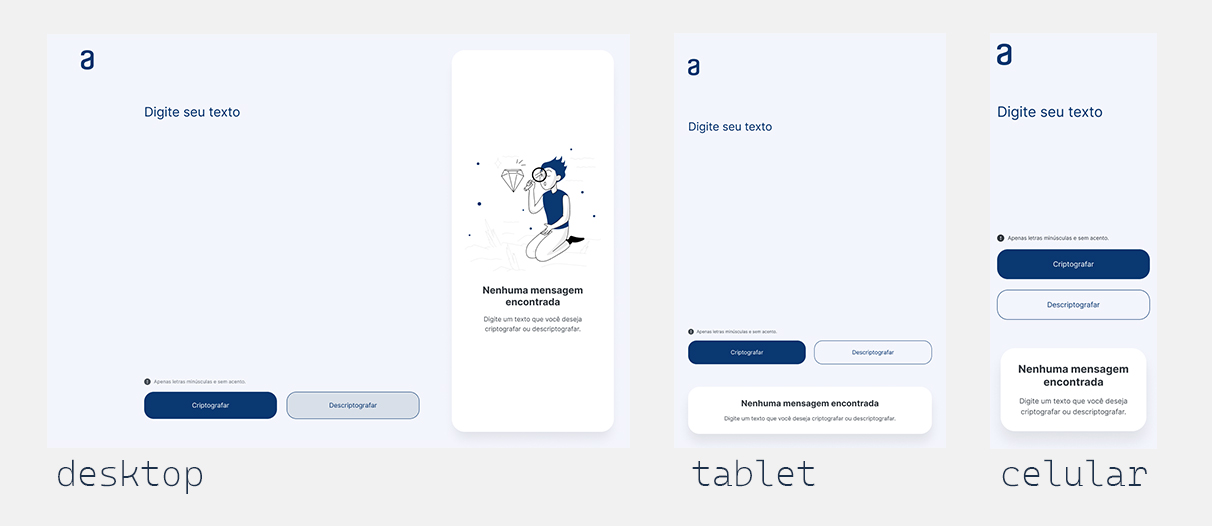 a
Digite seu texto
Nenhuma mensagem
encontrada
Digite um texto que você deseja
criptografar ou descriptografar.
! Apenas letras minúsculas e sem acento.
Criptografar
Descriptografar
desktop
a
Digite seu texto
! Apenas letras minúsculas e sem acento.
Criptografar
Descriptografar
Nenhuma mensagem encontrada
Digite um texto que você deseja criptografar ou descriptografar.
tablet
a
Digite seu texto
! Apenas letras minúsculas e sem acento.
Criptografar
Descriptografar
Nenhuma mensagem
encontrada
Digite um texto que você deseja
criptografar ou descriptografar.
celular